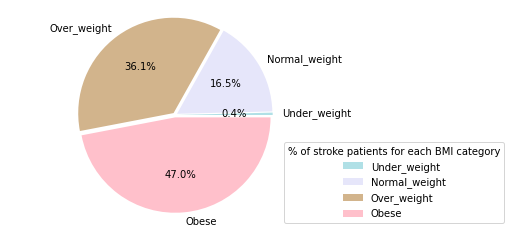 Over_weight
36.1%
Normal_weight
16.5%
0.4%
Under_weight
47.0%
Obese
% of stroke patients for each BMI category
Under_weight
Normal_weight
Over_weight
Obese